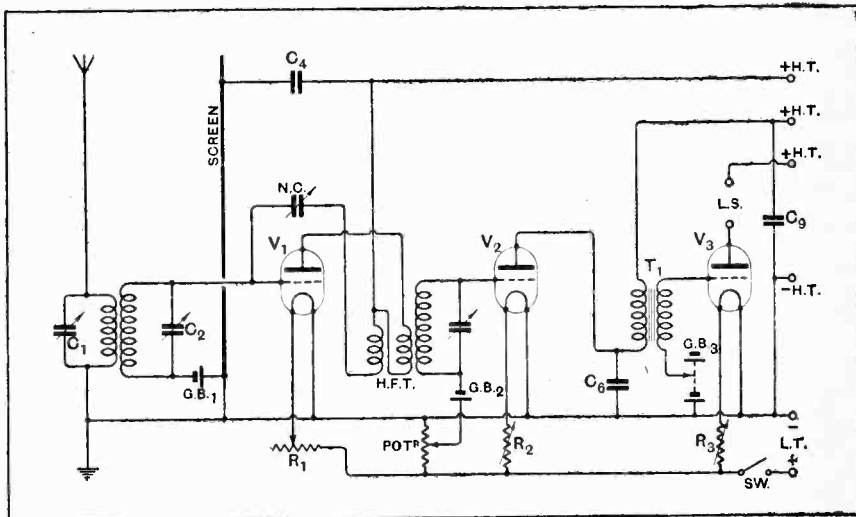 C4
+H.T.
+H.T.
SCREEN
+H.T.
N.C.
L.S.
C9
V1
V2
V3
T1
-H.T.
C1
C2
G.B.1
H.F.T.
G.B.2
C6
G.B.3
R1
POTR
R2
R3
-
L.T.
+
SW.